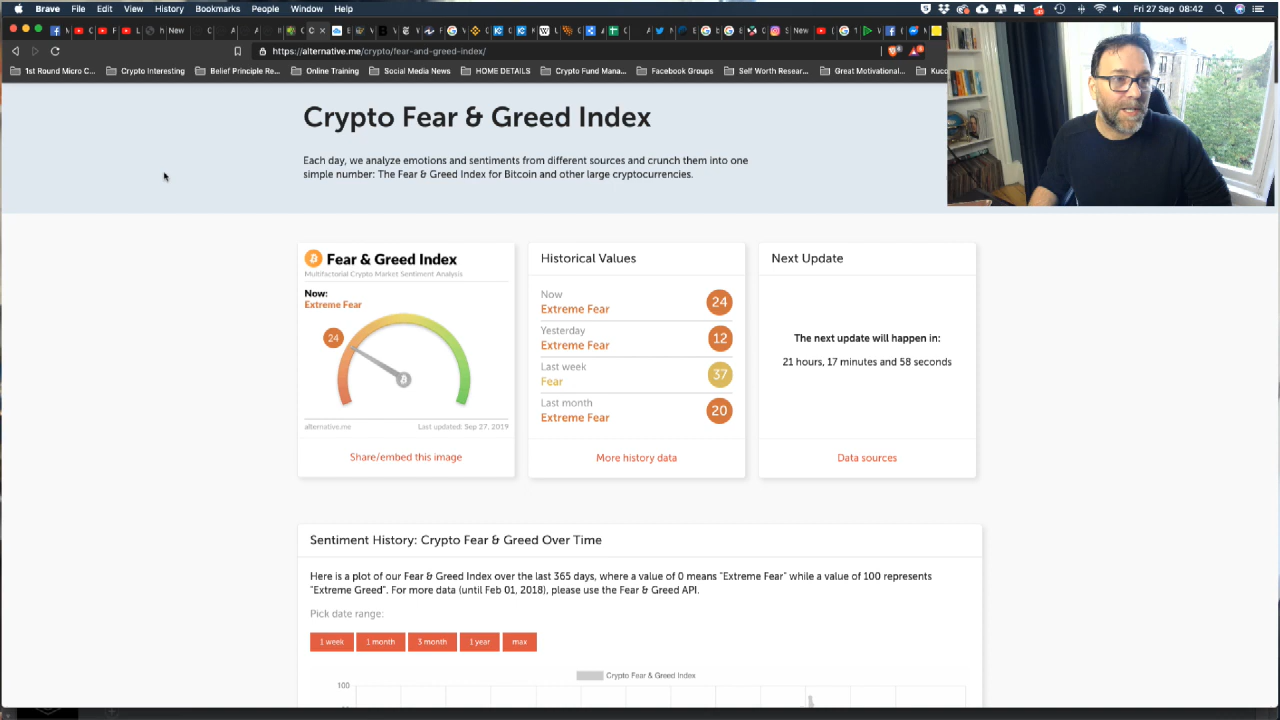 Brave File Edit View History Bookmarks People Window Help
Fri 27 Sep 08:42
https://alternative.me/crypto/fear-and-greed-index/
1st Round Micro C... Crypto Interesting Belief Principle Re... Online Training Social Media News HOME DETAILS Crypto Fund Mana... Facebook Groups Self Worth Resear... Great Motivational...
Crypto Fear & Greed Index
Each day, we analyze emotions and sentiments from different sources and crunch them into one
simple number: The Fear & Greed Index for Bitcoin and other large cryptocurrencies.
Fear & Greed Index
Multifactorial Crypto Market Sentiment Analysis
Now:
Extreme Fear
24
alternative.me Last updated: Sep 27, 2019
Share/embed this image
Historical Values
Now
Extreme Fear 24
Yesterday
Extreme Fear 12
Last week
Fear 37
Last month
Extreme Fear 20
More history data
Next Update
The next update will happen in:
21 hours, 17 minutes and 58 seconds
Data sources
Sentiment History: Crypto Fear & Greed Over Time
Here is a plot of our Fear & Greed Index over the last 365 days, where a value of 0 means "Extreme Fear" while a value of 100 represents
"Extreme Greed". For more data (until Feb 01, 2018), please use the Fear & Greed API.
Pick date range:
1 week 1 month 3 month 1 year max
Crypto Fear & Greed Index
100